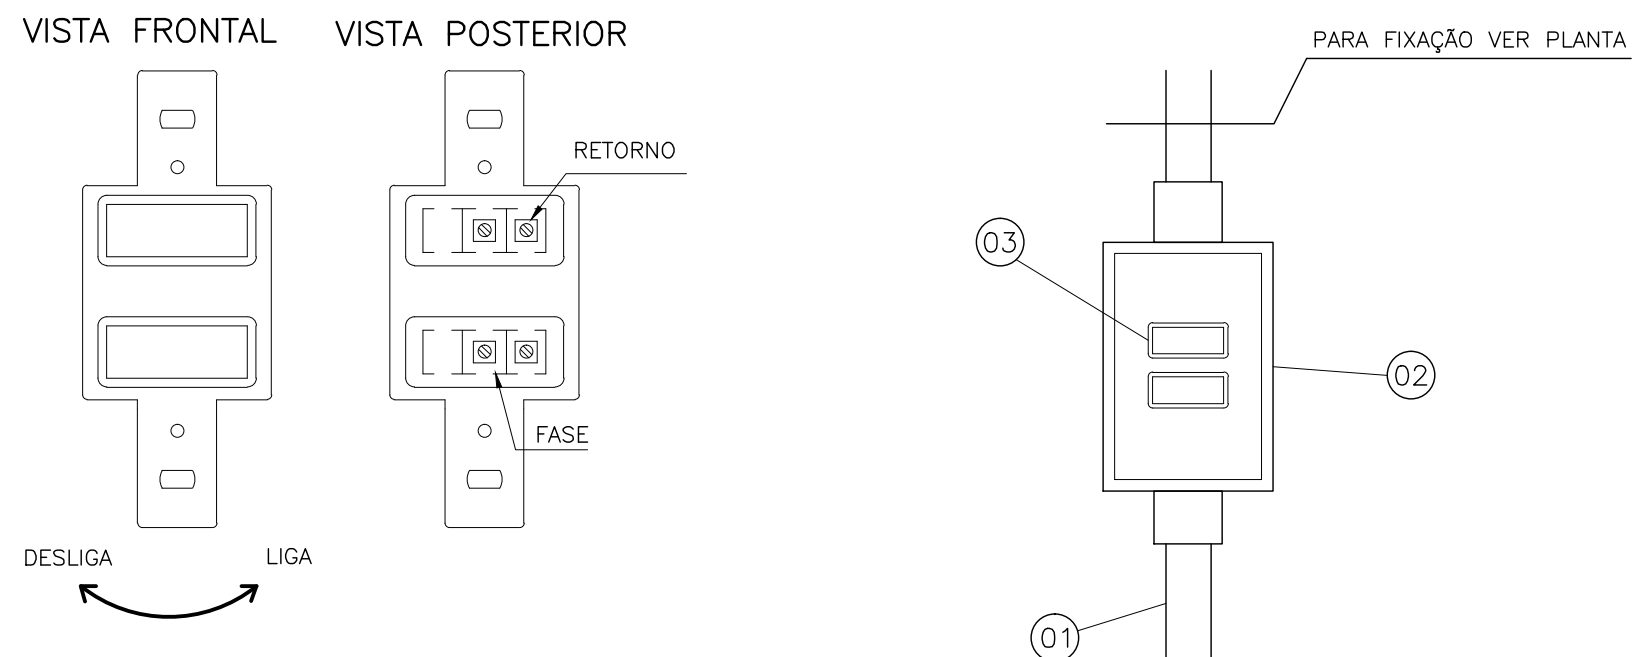 VISTA FRONTAL
VISTA POSTERIOR
RETORNO
FASE
DESLIGA
LIGA
PARA FIXAÇÃO VER PLANTA
03
02
01